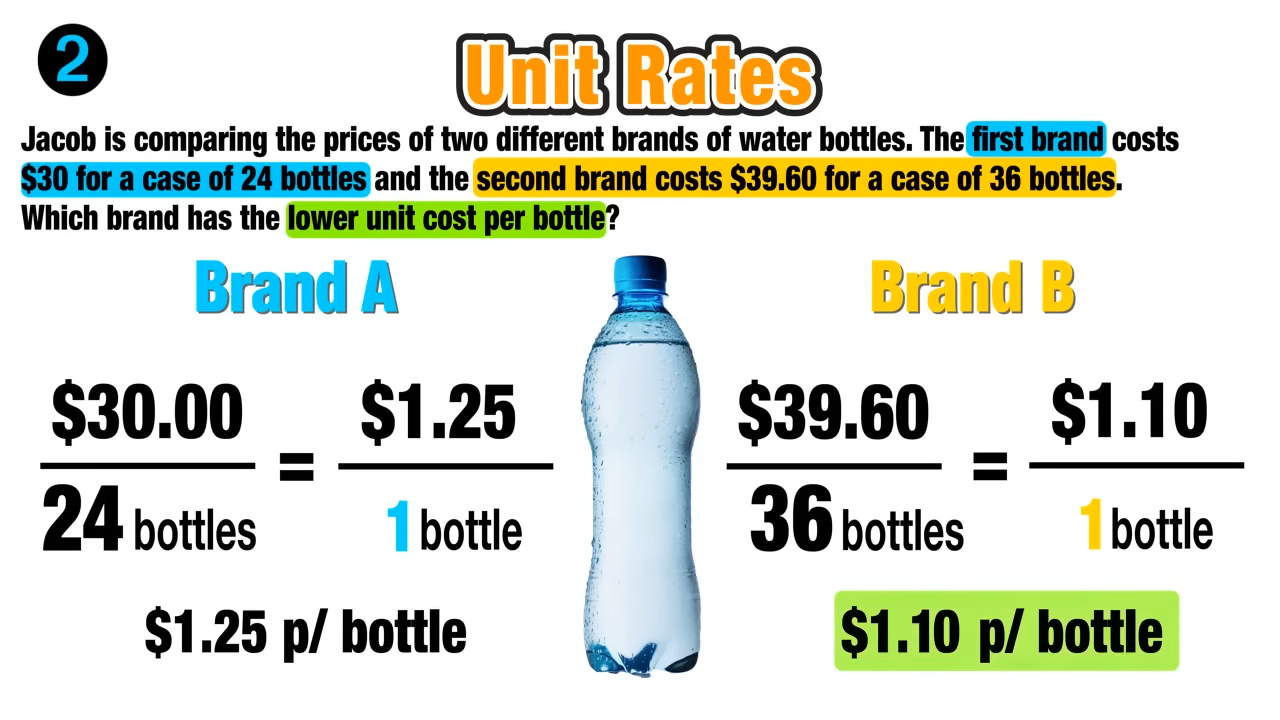 2
Unit Rates
Jacob is comparing the prices of two different brands of water bottles. The first brand costs
$30 for a case of 24 bottles and the second brand costs $39.60 for a case of 36 bottles.
Which brand has the lower unit cost per bottle?
Brand A
$30.00 = $1.25
24 bottles 1 bottle
$1.25 p/ bottle
Brand B
$39.60 = $1.10
36 bottles 1 bottle
$1.10 p/ bottle